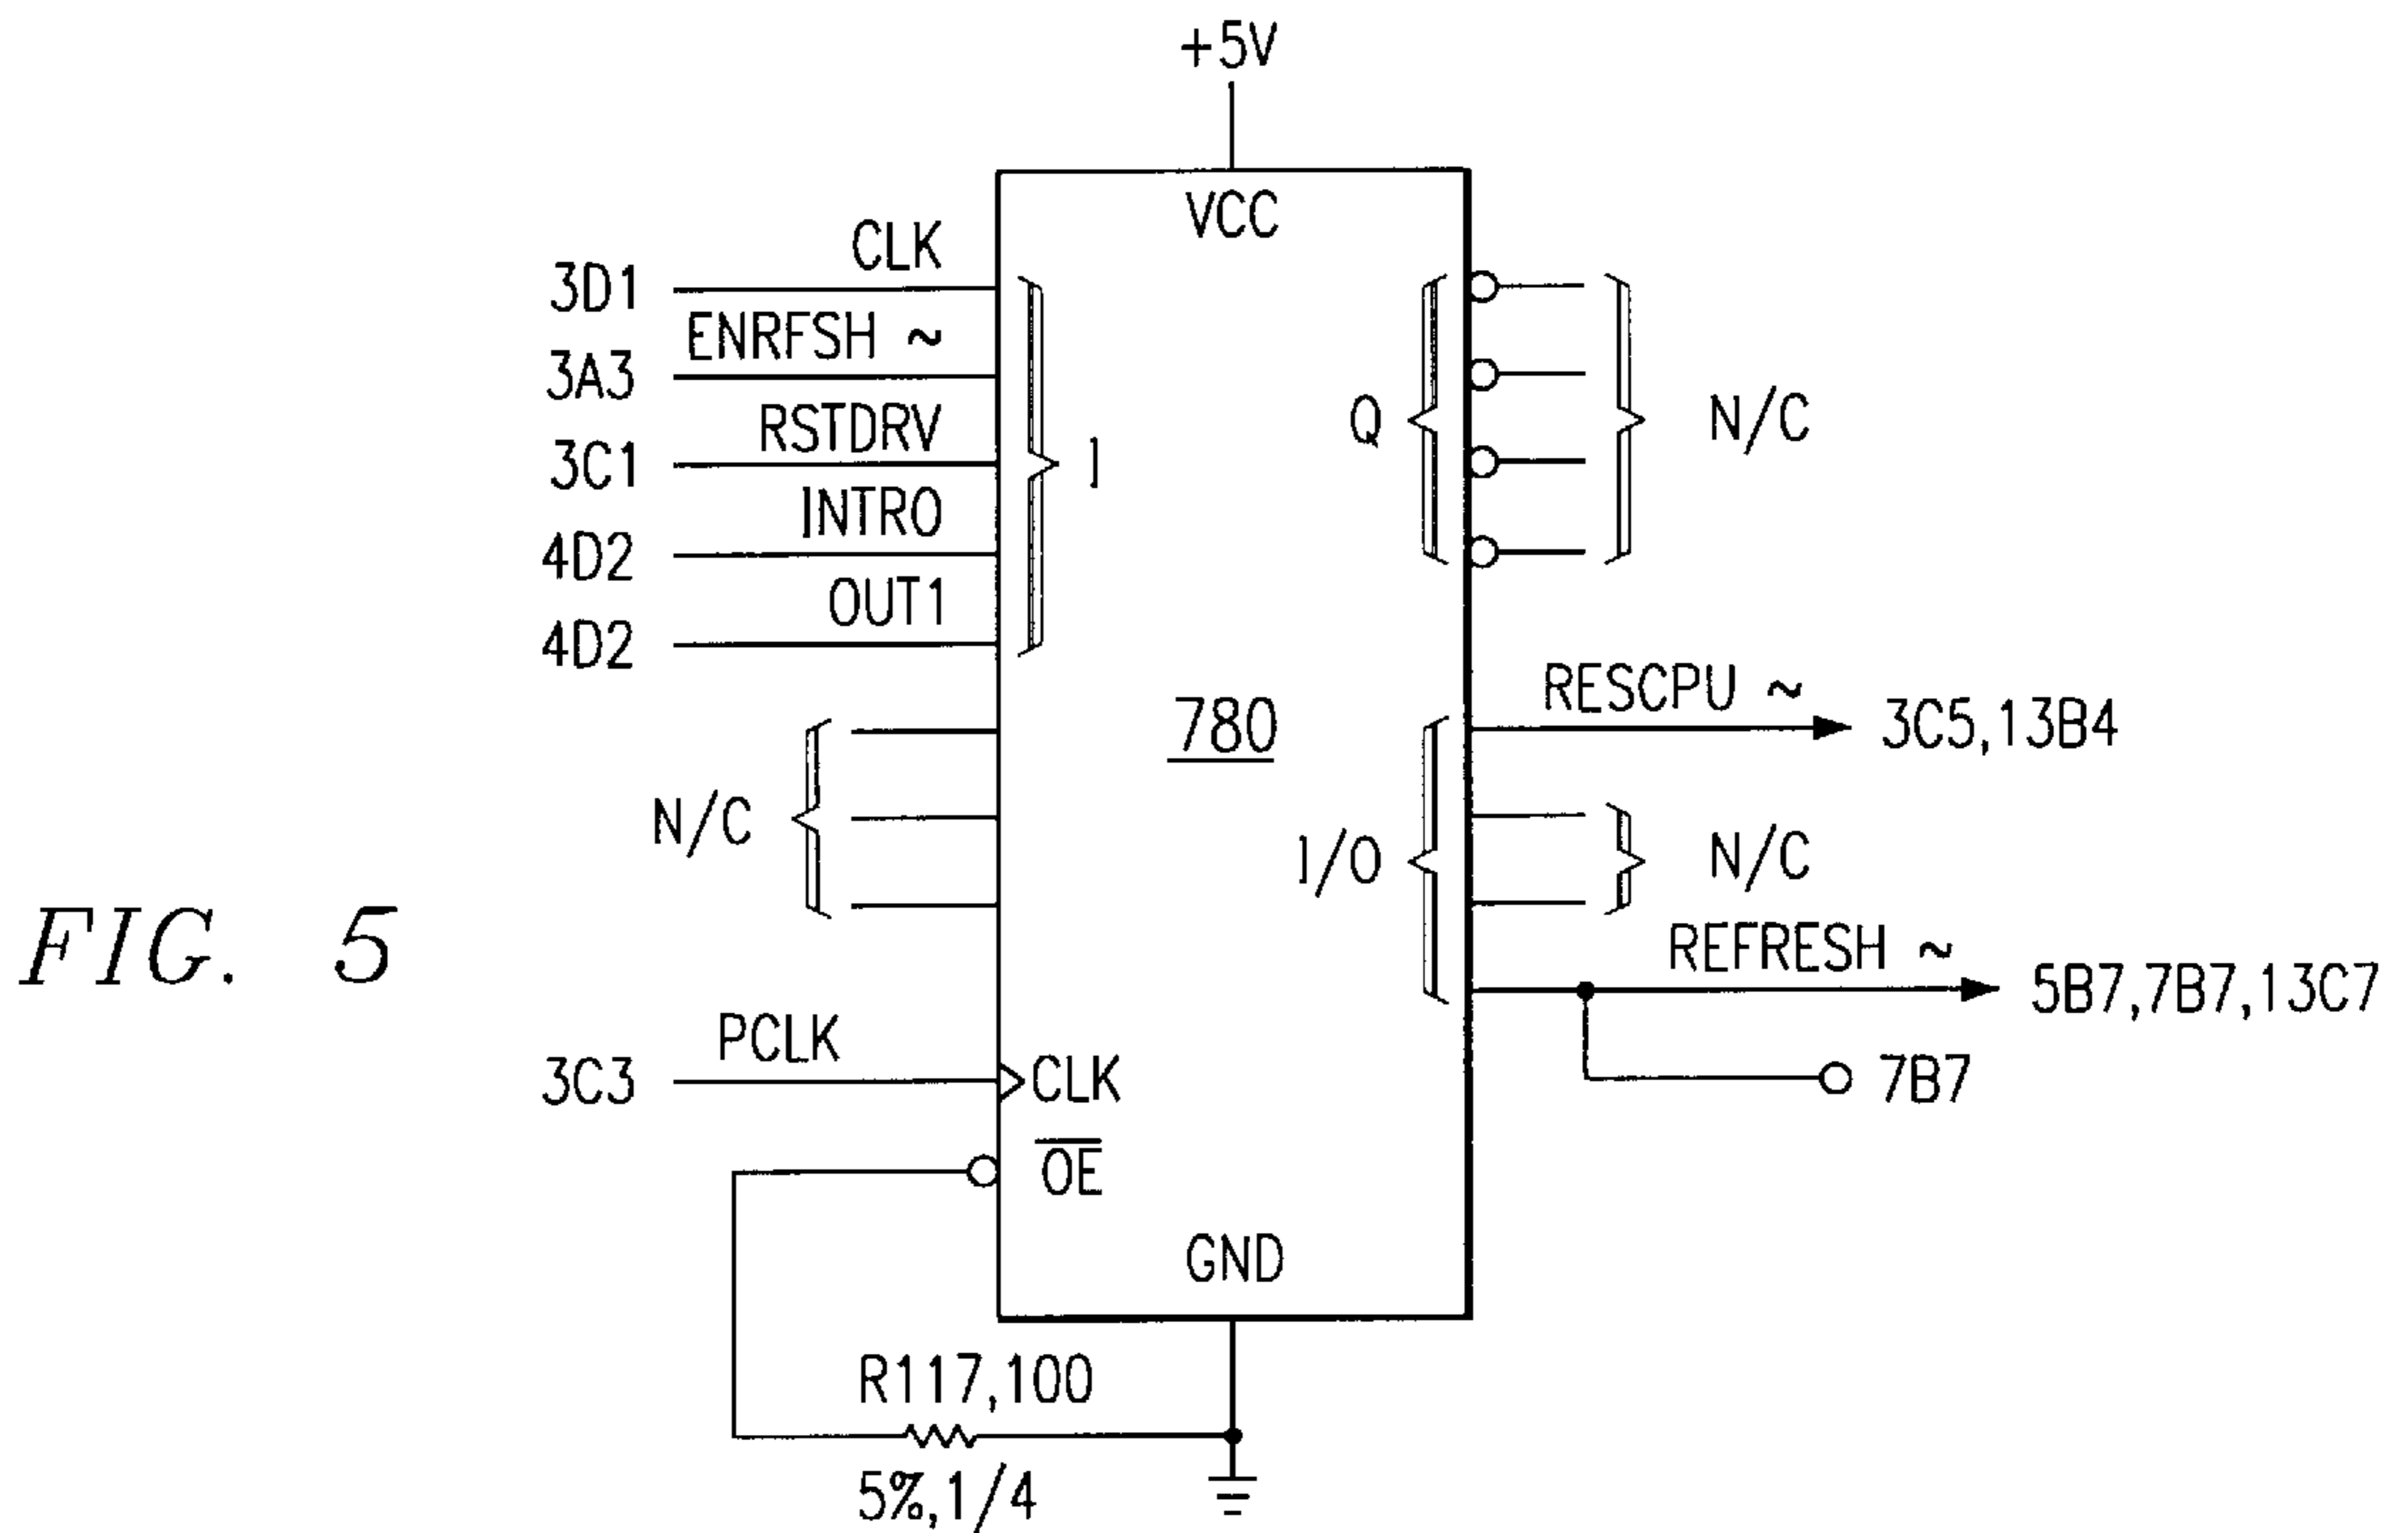 +5V
VCC
CLK
3D1
ENRFSH ~
3A3
RSTDRV
3C1
I
INTRO
4D2
OUT1
4D2
Q
N/C
780
RESCPU ~
3C5,13B4
N/C
I/O
N/C
REFRESH ~
5B7,7B7,13C7
7B7
FIG. 5
PCLK
3C3
CLK
OE
GND
R117,100
5%,1/4